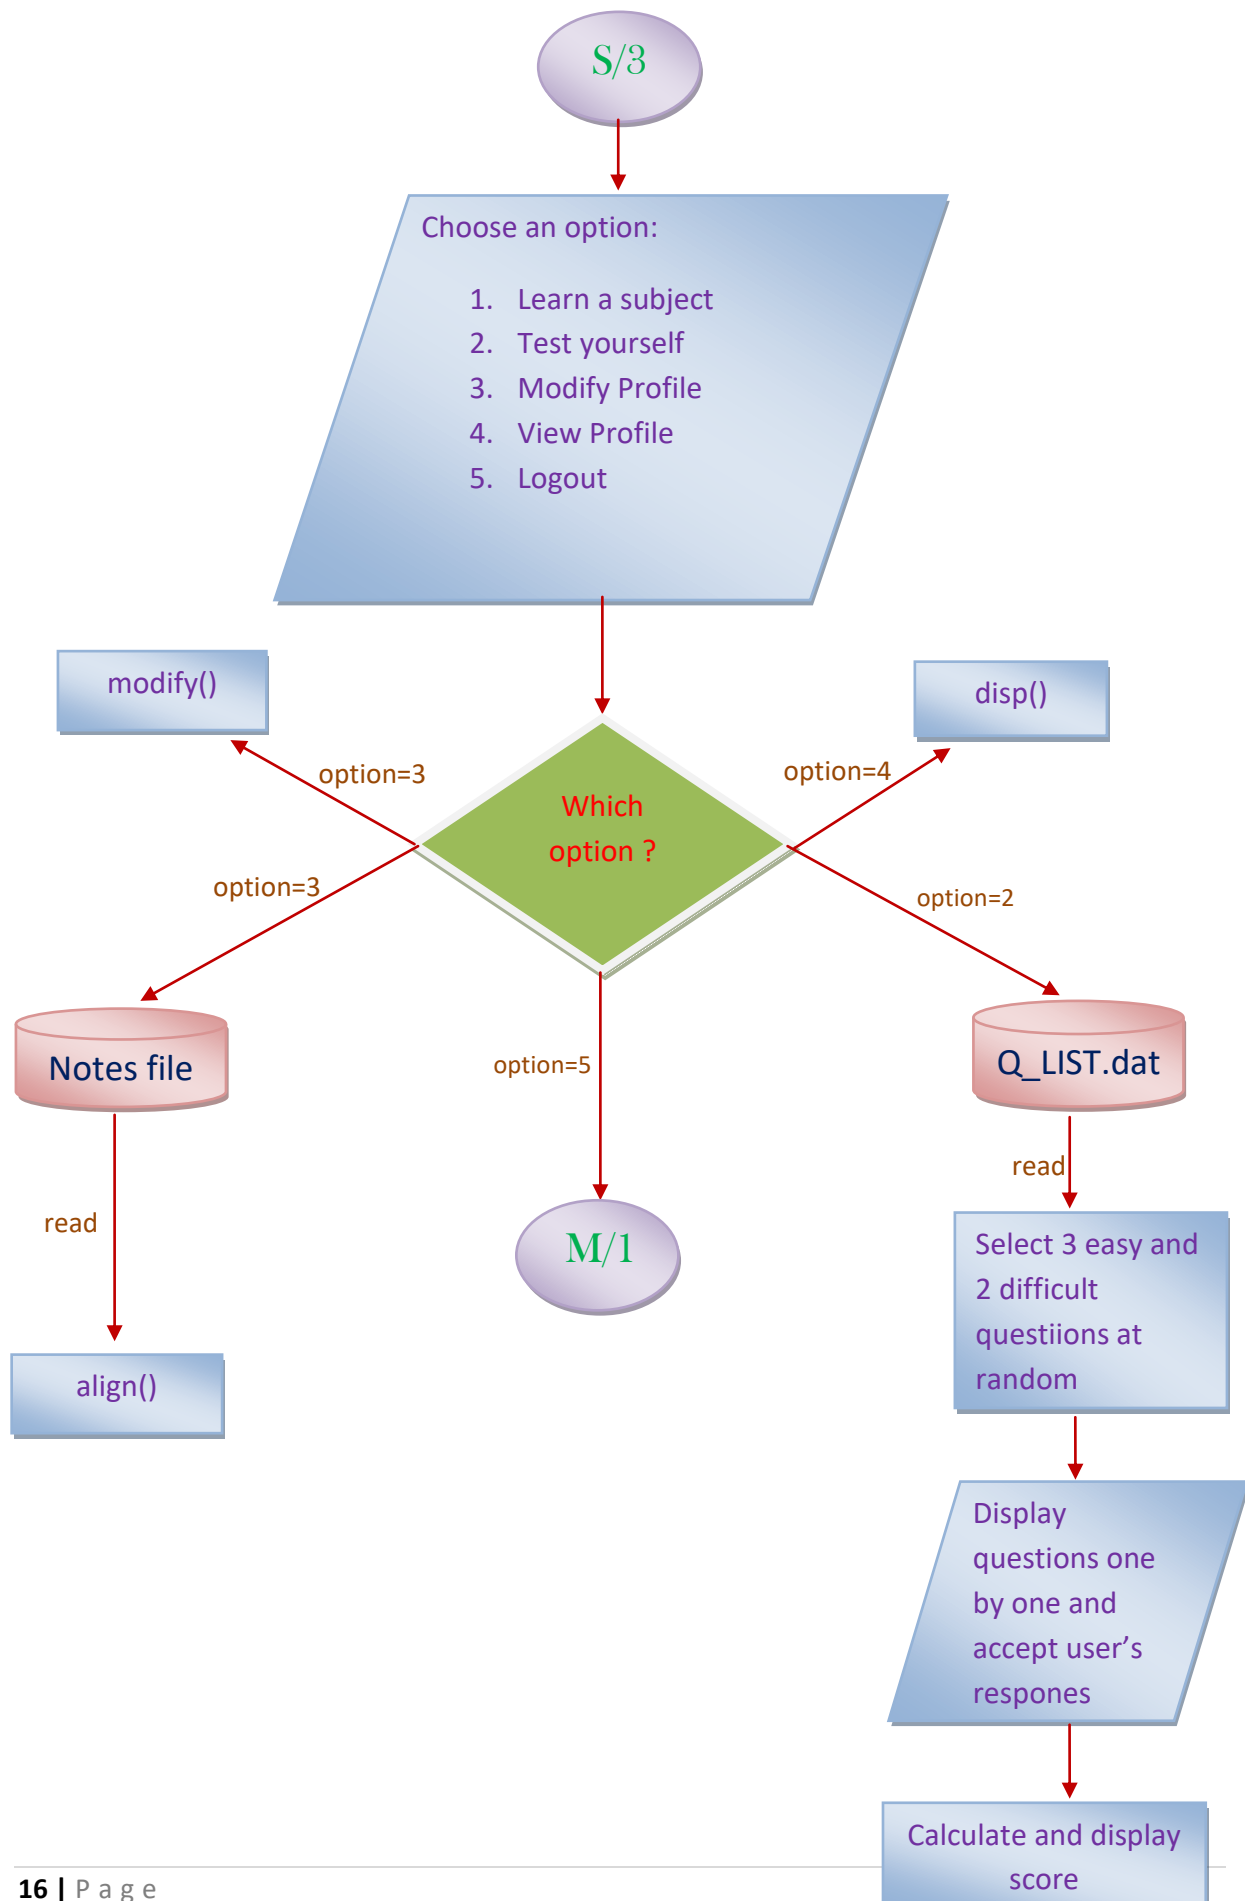 S/3
Choose an option:
1. Learn a subject
2. Test yourself
3. Modify Profile
4. View Profile
5. Logout
modify()
disp()
option=3
option=4
Which
option ?
option=3
option=2
Notes file
option=5
Q_LIST.dat
read
read
M/1
Select 3 easy and
2 difficult
questiions at
random
align()
Display
questions one
by one and
accept user’s
respones
Calculate and display
score
16 | Page